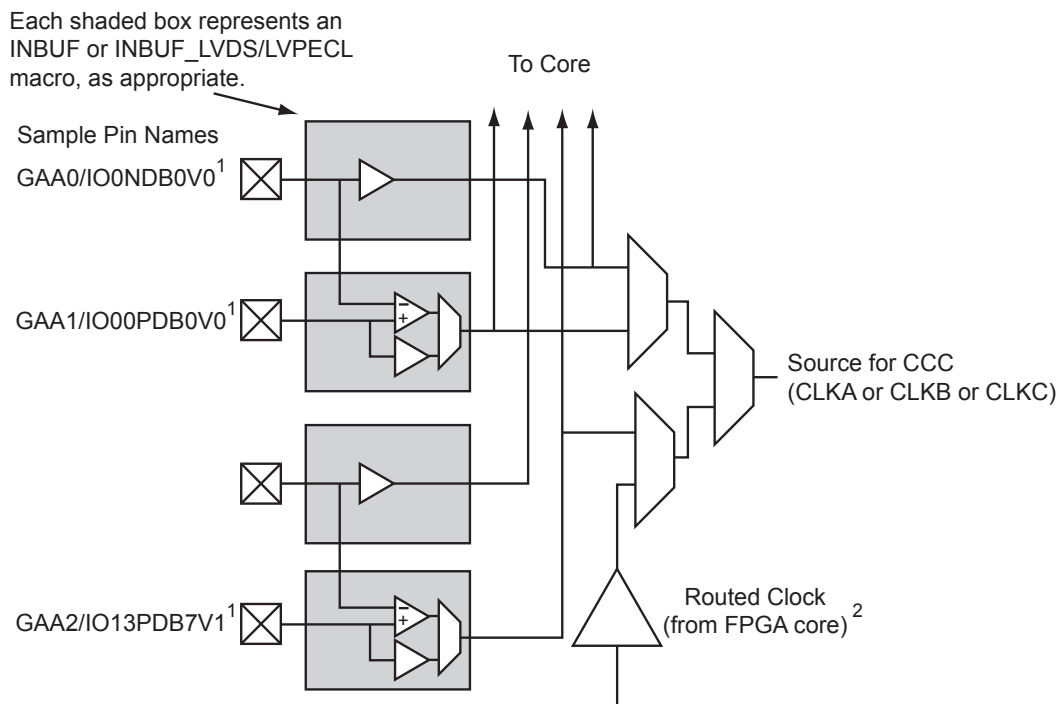 Each shaded box represents an
INBUF or INBUF_LVDS/LVPECL
macro, as appropriate.
To Core
Sample Pin Names
GAA0/IO0NDB0V0¹
GAA1/IO00PDB0V0¹
−
+
Source for CCC
(CLKA or CLKB or CLKC)
GAA2/IO13PDB7V1¹
−
+
Routed Clock
(from FPGA core)²